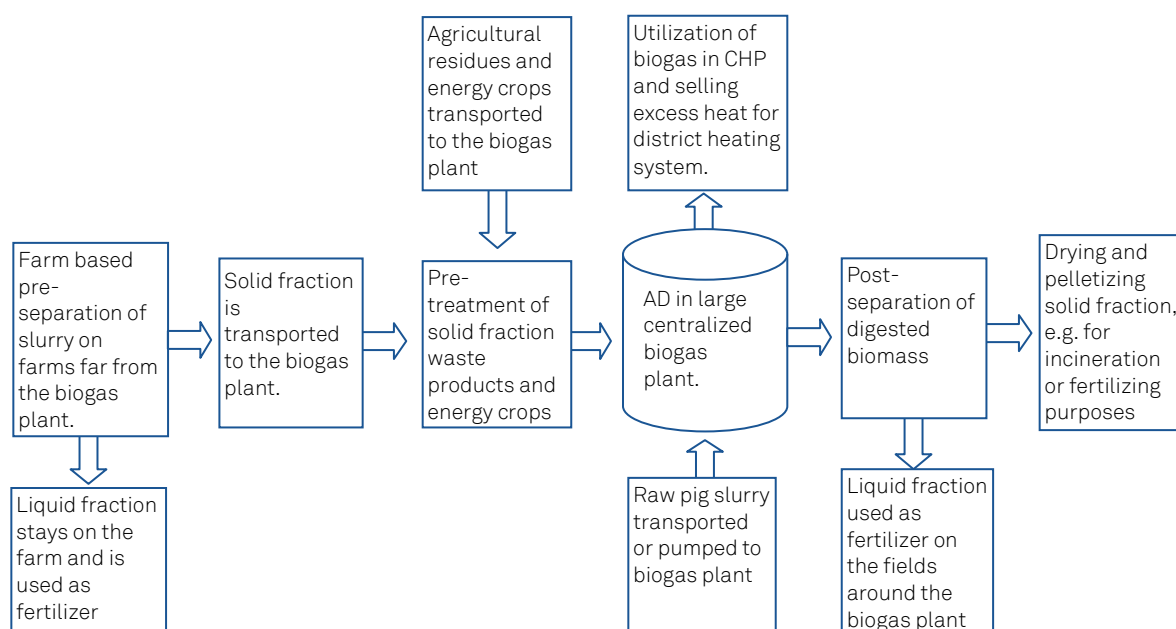 Agricultural
residues and
energy crops
transported
to the biogas
plant
Utilization of
biogas in CHP
and selling
excess heat for
district heating
system.
Farm based
pre-
separation of
slurry on
farms far from
the biogas
plant.
Solid fraction
is
transported
to the biogas
plant.
Pre-
treatment of
solid fraction
waste
products and
energy crops
AD in large
centralized
biogas
plant.
Post-
separation of
digested
biomass
Drying and
pelletizing
solid fraction,
e.g. for
incineration
or fertilizing
purposes
Liquid fraction
stays on the
farm and is
used as
fertilizer
Raw pig slurry
transported
or pumped to
biogas plant
Liquid fraction
used as
fertilizer on
the fields
around the
biogas plant